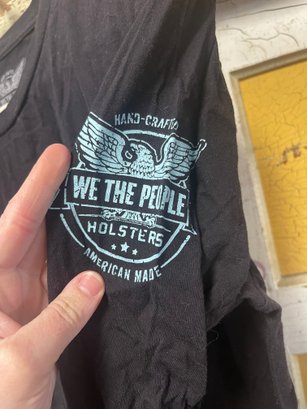 HAND-CRAFTED
WE THE PEOPLE
HOLSTERS
AMERICAN MADE